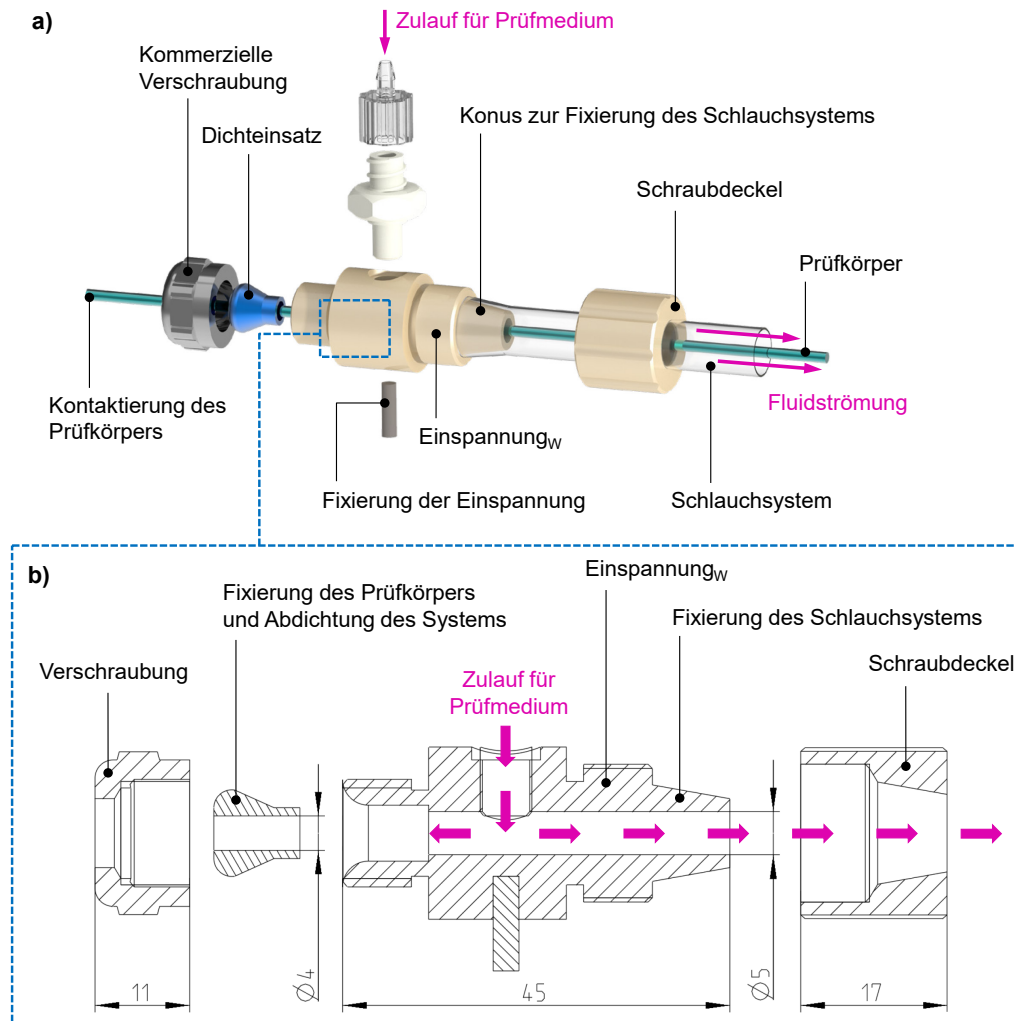 a)
Zulauf für Prüfmedium
Kommerzielle
Verschraubung
Dichteinsatz
Konus zur Fixierung des Schlauchsystems
Schraubdeckel
Prüfkörper
Kontaktierung des
Prüfkörpers
Fluidströmung
Einspannung_W
Fixierung der Einspannung
Schlauchsystem
b)
Einspannung_W
Fixierung des Prüfkörpers
und Abdichtung des Systems
Fixierung des Schlauchsystems
Verschraubung
Schraubdeckel
Zulauf für
Prüfmedium
11
Ø4
45
Ø5
17